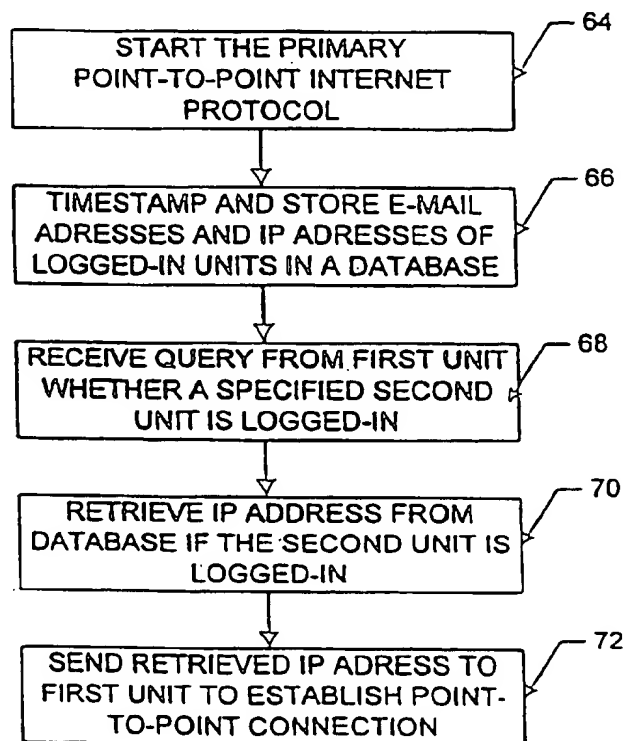 START THE PRIMARY
POINT-TO-POINT INTERNET
PROTOCOL
64
TIMESTAMP AND STORE E-MAIL
ADRESSES AND IP ADRESSES OF
LOGGED-IN UNITS IN A DATABASE
66
RECEIVE QUERY FROM FIRST UNIT
WHETHER A SPECIFIED SECOND
UNIT IS LOGGED-IN
68
RETRIEVE IP ADDRESS FROM
DATABASE IF THE SECOND UNIT IS
LOGGED-IN
70
SEND RETRIEVED IP ADRESS TO
FIRST UNIT TO ESTABLISH POINT-
TO-POINT CONNECTION
72